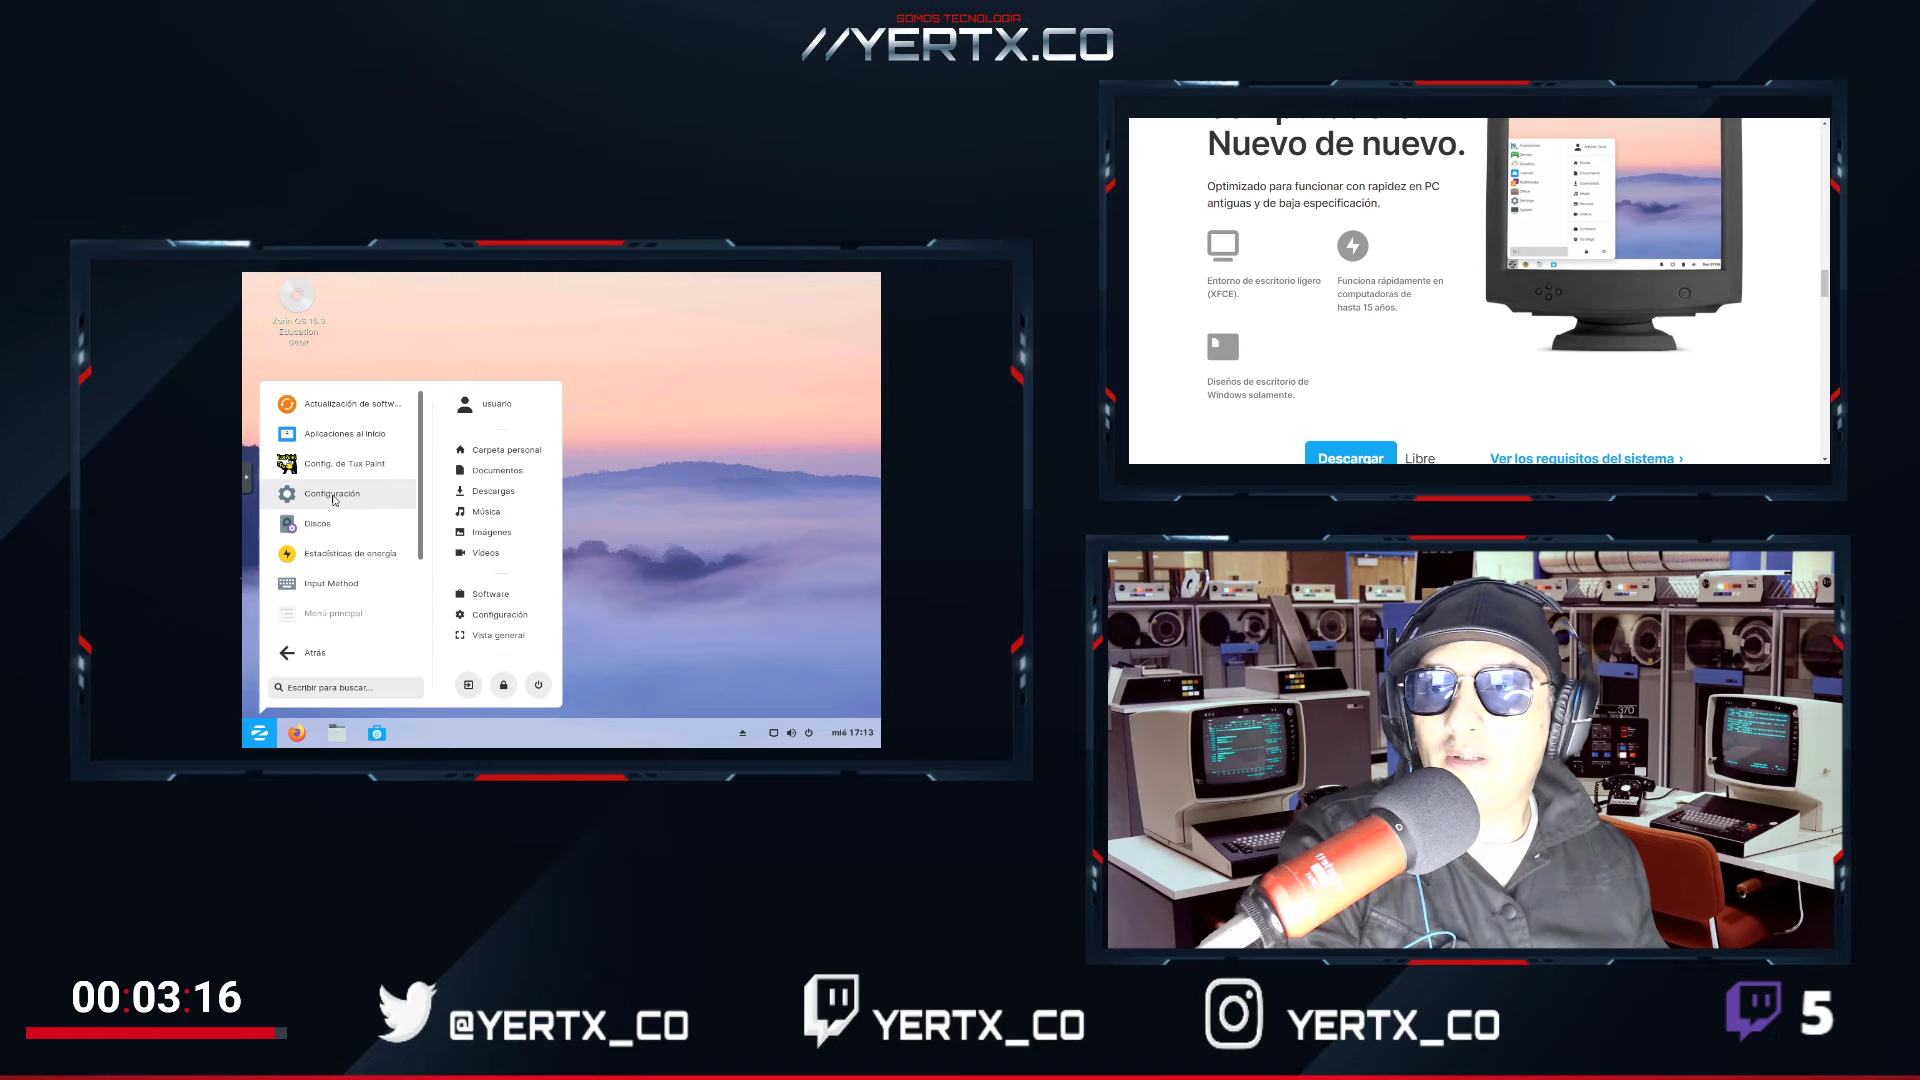 SOMOS TECNOLOGIA
//YERTX.CO
Zorin OS 16.3
Education
64bit
Actualización de softw...
Aplicaciones al inicio
Config. de Tux Paint
Configuración
Discos
Estadísticas de energía
Input Method
Menú principal
Atrás
Escribir para buscar...
usuario
Carpeta personal
Documentos
Descargas
Música
Imágenes
Vídeos
Software
Configuración
Vista general
mié 17:13
Nuevo de nuevo.
Optimizado para funcionar con rapidez en PC
antiguas y de baja especificación.
Entorno de escritorio ligero
(XFCE).
Funciona rápidamente en
computadoras de
hasta 15 años.
Diseños de escritorio de
Windows solamente.
Descargar
Libre
Ver los requisitos del sistema ›
370
00:03:16
@YERTX_CO
YERTX_CO
YERTX_CO
5